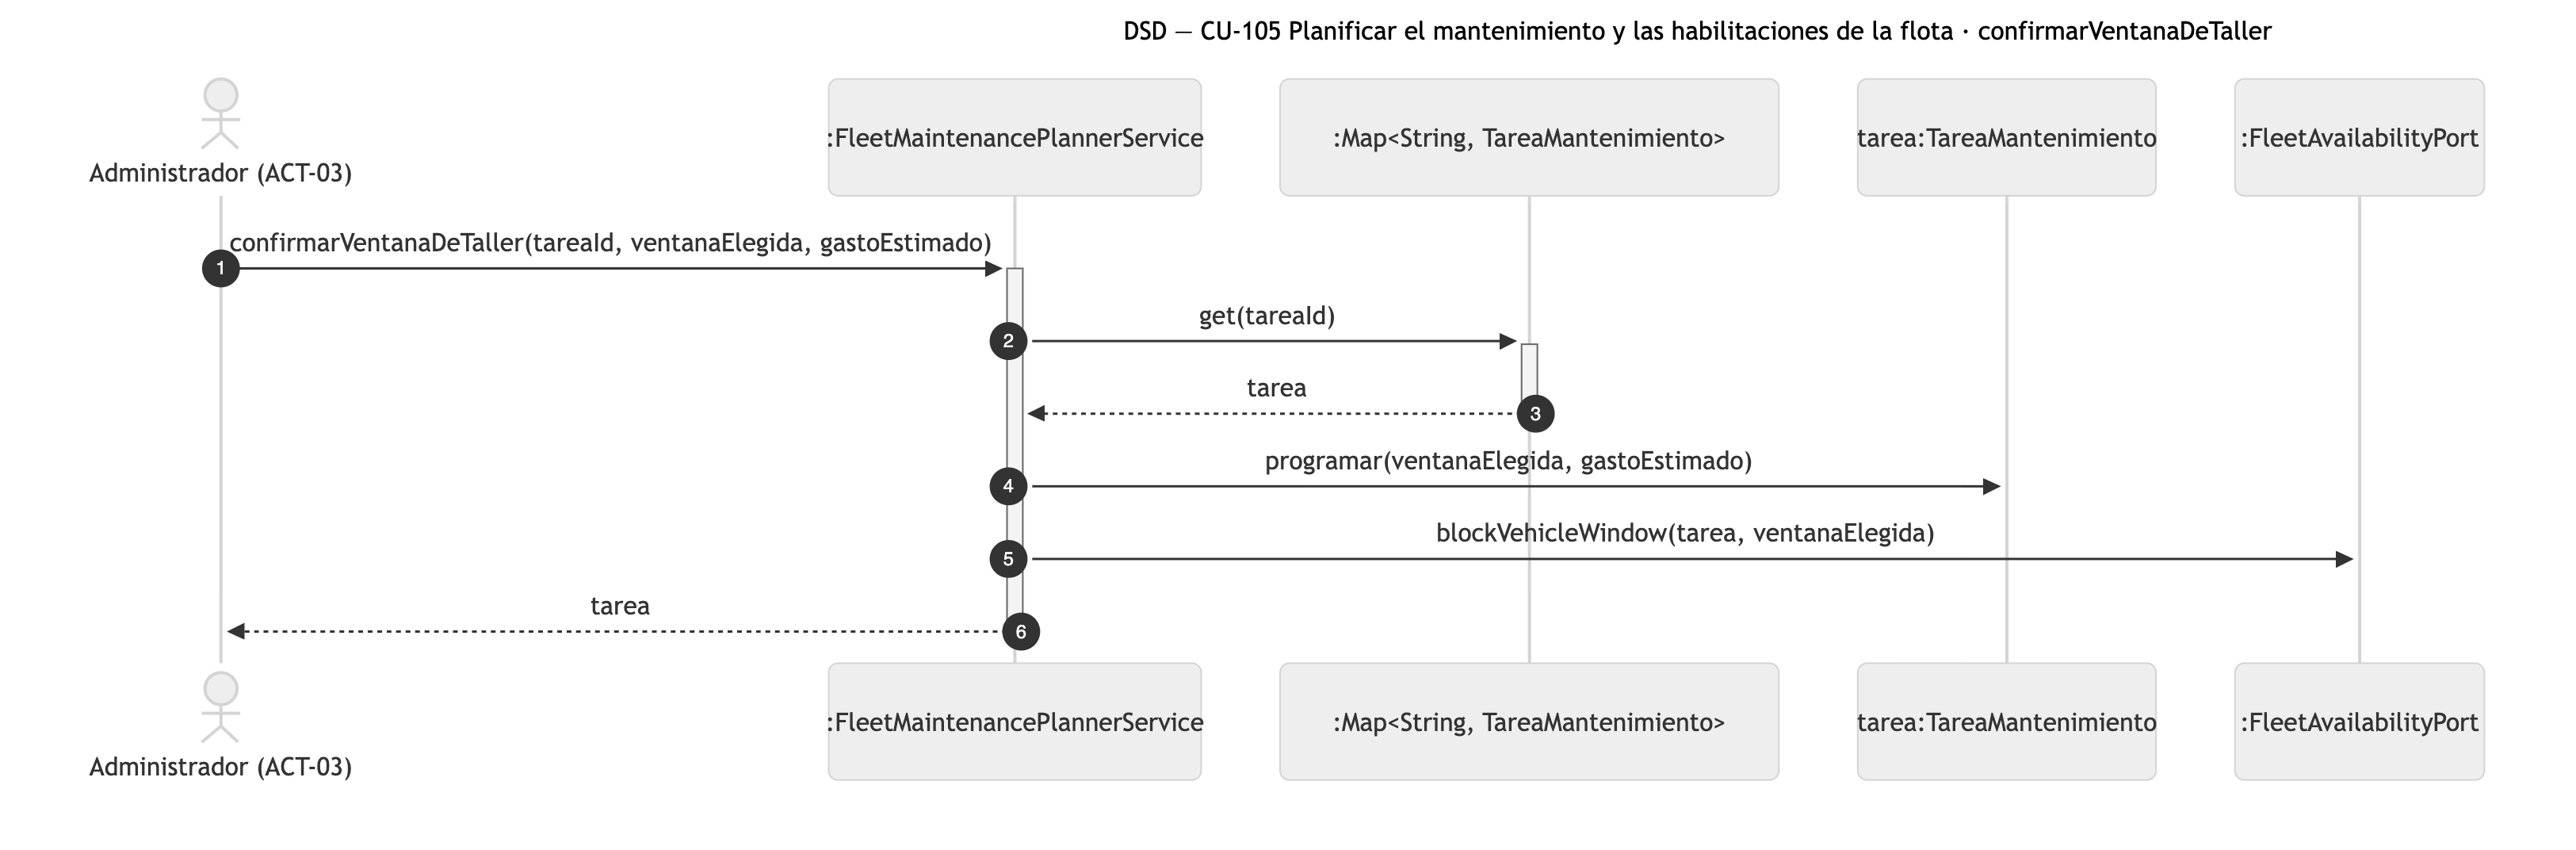 DSD — CU-105 Planificar el mantenimiento y las habilitaciones de la flota · confirmarVentanaDeTaller
Administrador (ACT-03)
:FleetMaintenancePlannerService
:Map<String, TareaMantenimiento>
tarea:TareaMantenimiento
:FleetAvailabilityPort
confirmarVentanaDeTaller(tareaId, ventanaElegida, gastoEstimado)
1
get(tareaId)
2
tarea
3
programar(ventanaElegida, gastoEstimado)
4
blockVehicleWindow(tarea, ventanaElegida)
5
tarea
6
Administrador (ACT-03)
:FleetMaintenancePlannerService
:Map<String, TareaMantenimiento>
tarea:TareaMantenimiento
:FleetAvailabilityPort